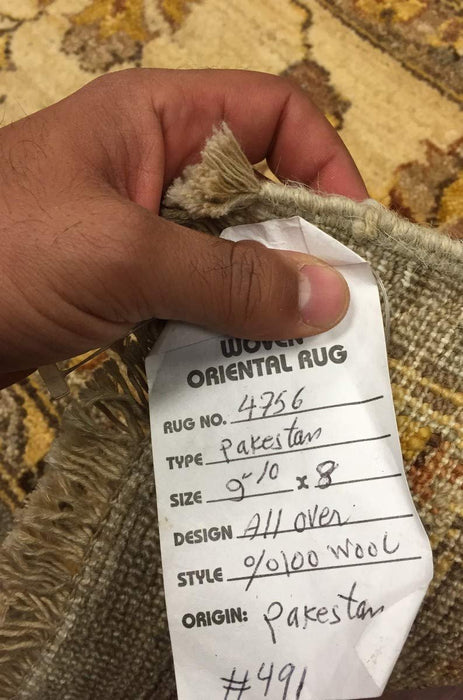 WOVEN
ORIENTAL RUG
RUG NO. 4756
TYPE Pakestan
SIZE 9-10 x 8
DESIGN All over
STYLE %100 Wool
ORIGIN: Pakestan
#491